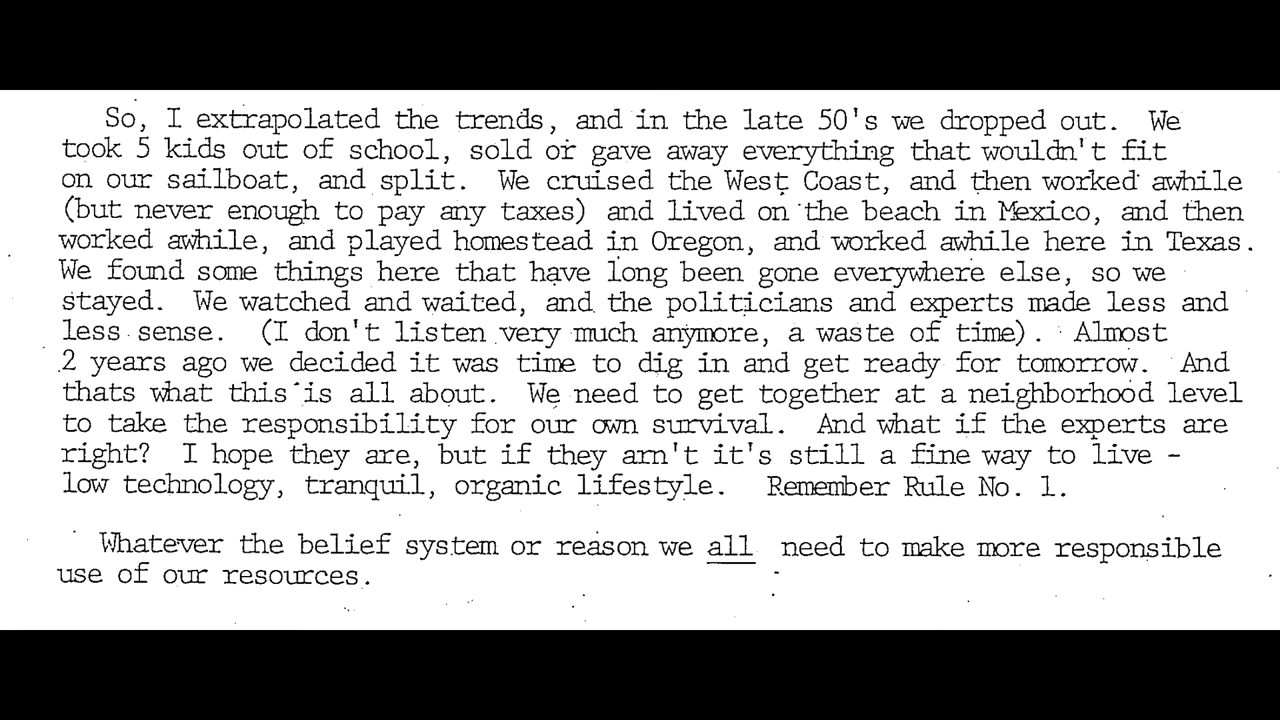 So, I extrapolated the trends, and in the late 50's we dropped out. We
took 5 kids out of school, sold or gave away everything that wouldn't fit
on our sailboat, and split. We cruised the West Coast, and then worked awhile
(but never enough to pay any taxes) and lived on the beach in Mexico, and then
worked awhile, and played homestead in Oregon, and worked awhile here in Texas.
We found some things here that have long been gone everywhere else, so we
stayed. We watched and waited, and the politicians and experts made less and
less sense. (I don't listen very much anymore, a waste of time). Almost
2 years ago we decided it was time to dig in and get ready for tomorrow. And
thats what this is all about. We need to get together at a neighborhood level
to take the responsibility for our own survival. And what if the experts are
right? I hope they are, but if they arn't it's still a fine way to live -
low technology, tranquil, organic lifestyle. Remember Rule No. 1.
Whatever the belief system or reason we all need to make more responsible
use of our resources.